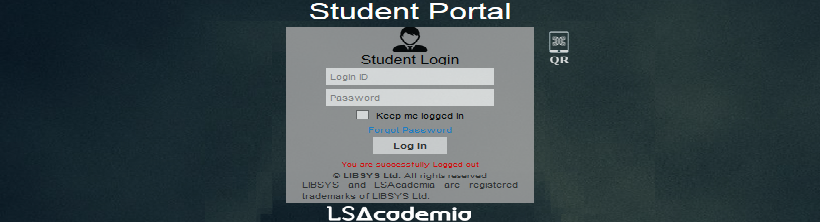 Student Portal
Student Login
QR
Login ID
Password
Keep me logged in
Forgot Password
Log In
You are successfully Logged out
© LIBSYS Ltd. All rights reserved
LIBSYS and LSAcademia are registered
trademarks of LIBSYS Ltd.
LSAcademia